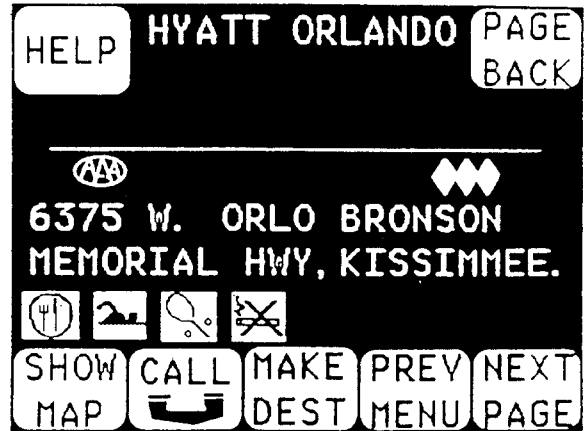 HELP
HYATT ORLANDO
PAGE
BACK
AAA
6375 W. ORLO BRONSON
MEMORIAL HWY, KISSIMMEE.
SHOW
MAP
CALL
MAKE
DEST
PREV
MENU
NEXT
PAGE